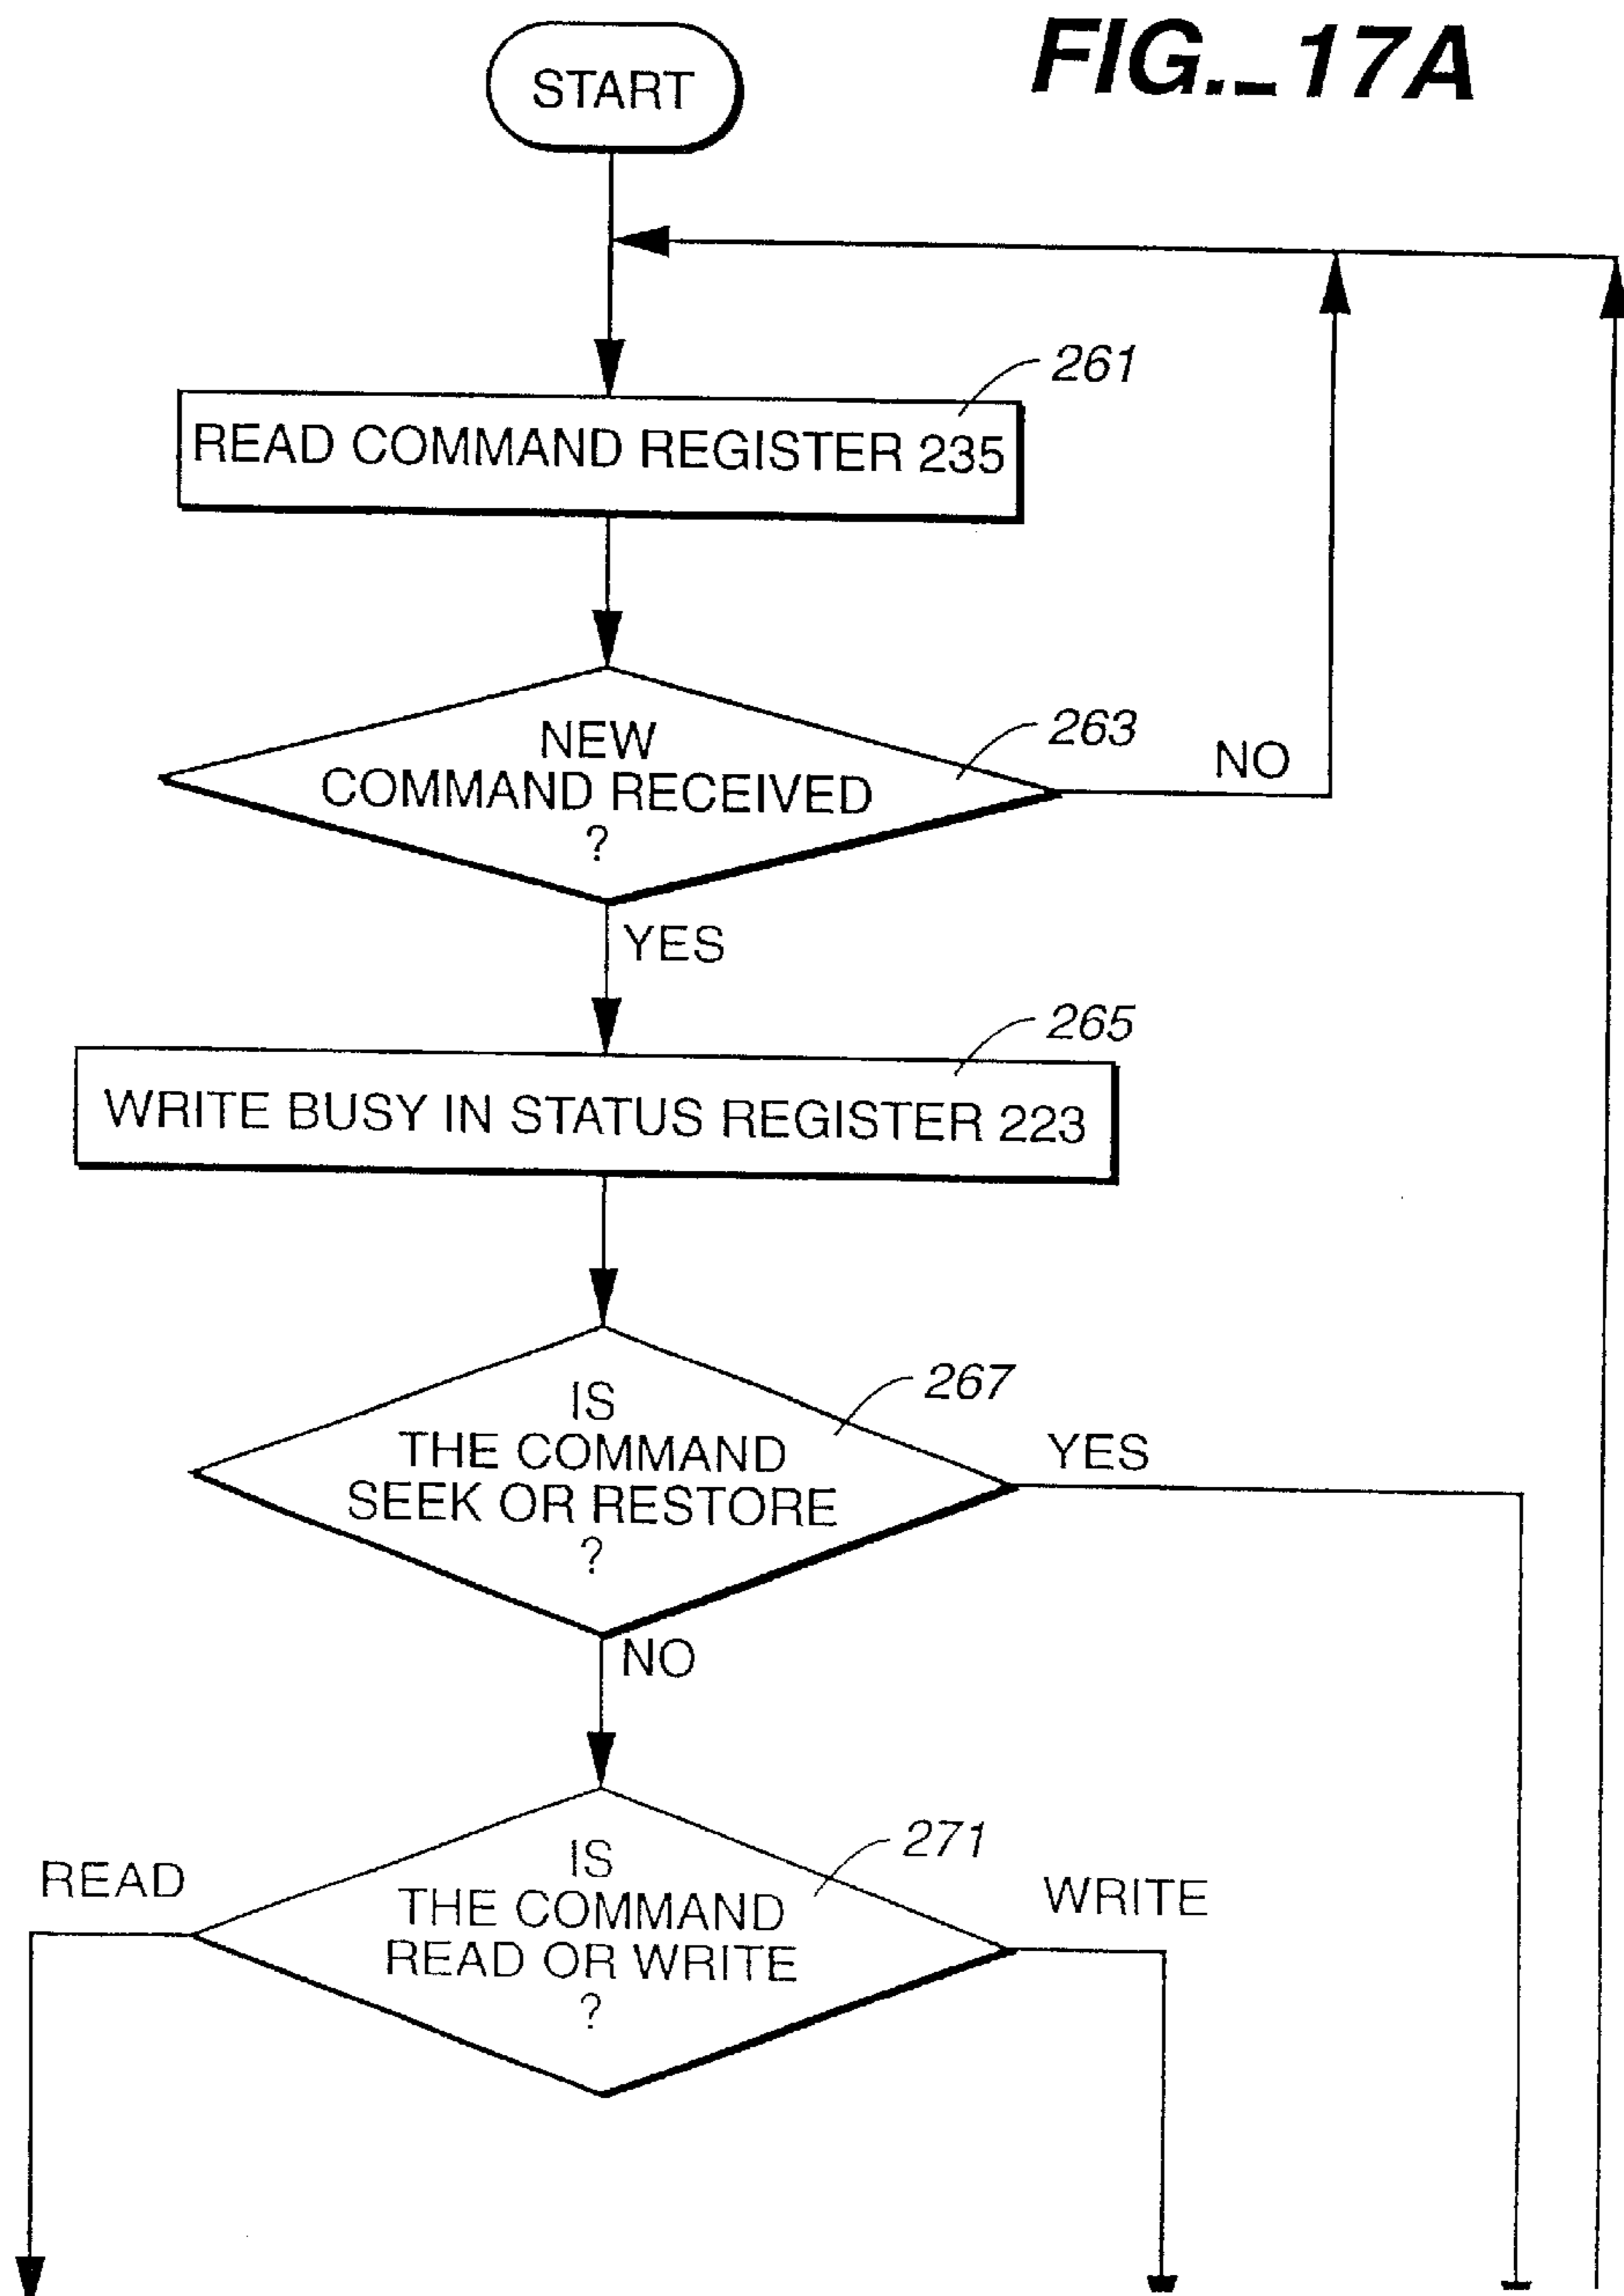 FIG._17A
START
261
READ COMMAND REGISTER 235
263
NEW
COMMAND RECEIVED
?
NO
YES
265
WRITE BUSY IN STATUS REGISTER 223
267
IS
THE COMMAND
SEEK OR RESTORE
?
YES
NO
271
READ
IS
THE COMMAND
READ OR WRITE
?
WRITE